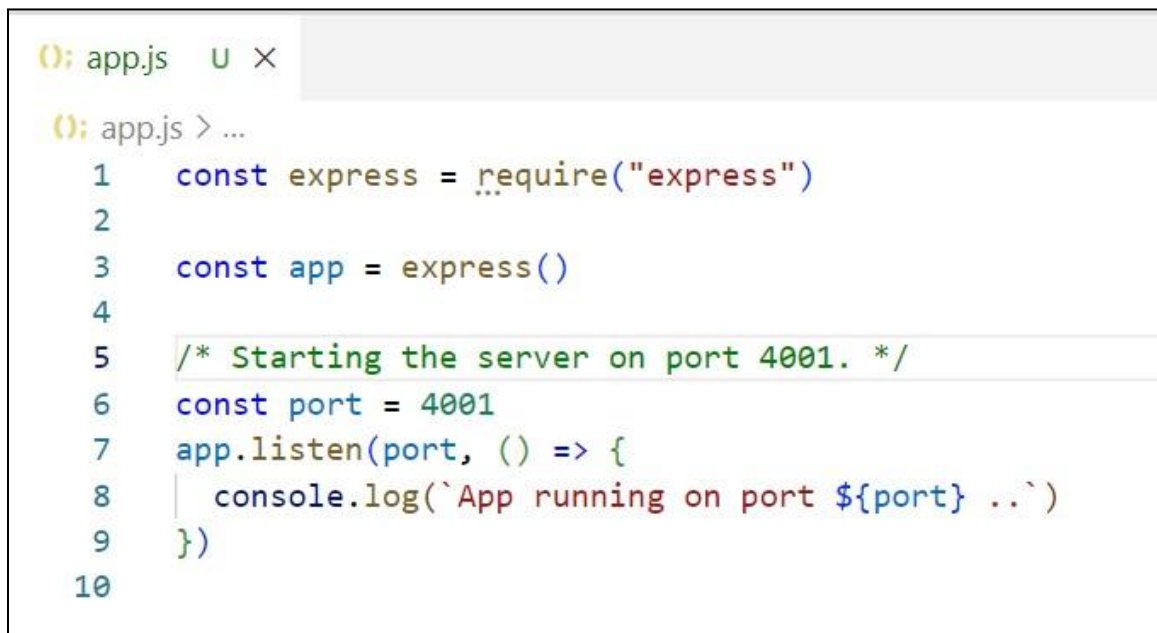 (); app.js U ×
(); app.js > ...
1 const express = require("express")
2
3 const app = express()
4
5 /* Starting the server on port 4001. */
6 const port = 4001
7 app.listen(port, () => {
8 console.log(`App running on port ${port} ..`)
9 })
10